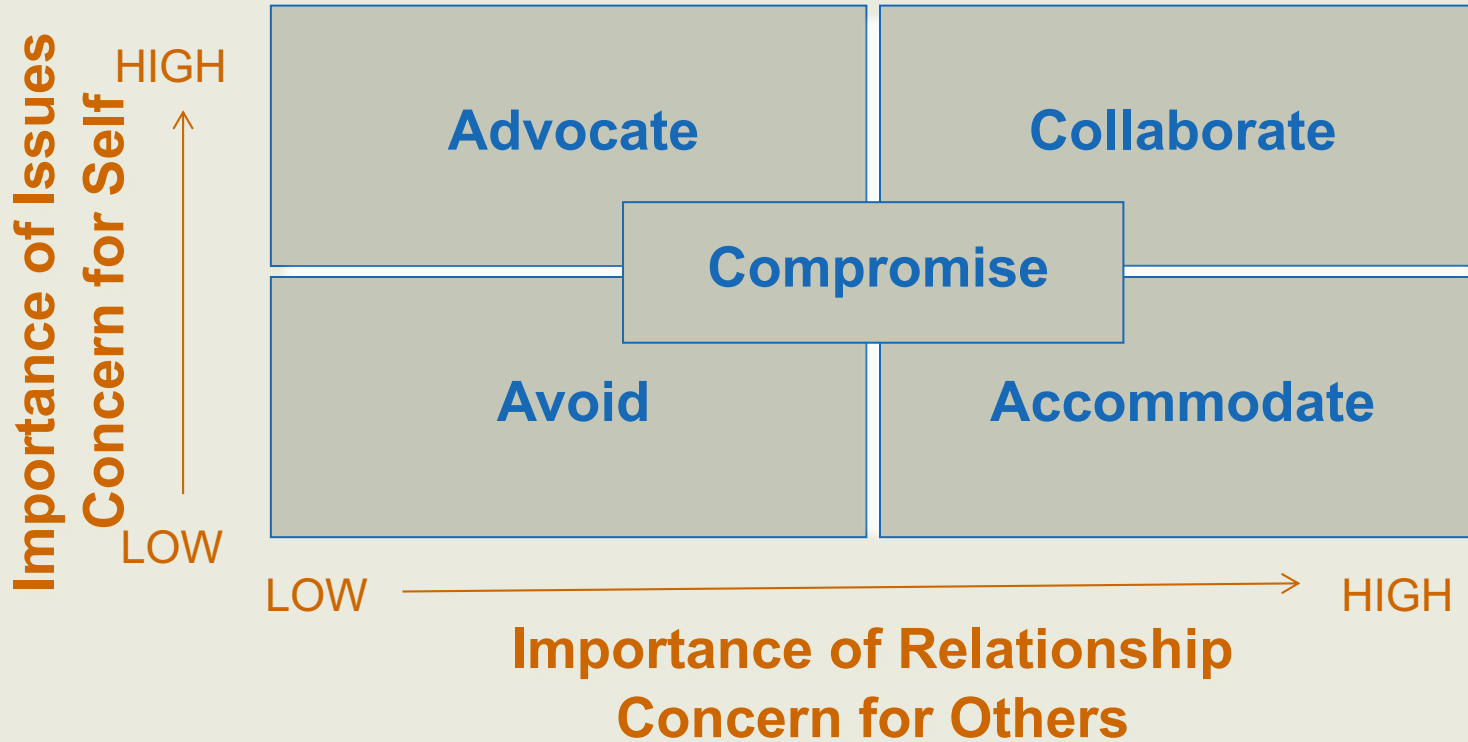 Importance of Issues
Concern for Self
HIGH
LOW
Advocate
Collaborate
Compromise
Avoid
Accommodate
LOW
HIGH
Importance of Relationship
Concern for Others